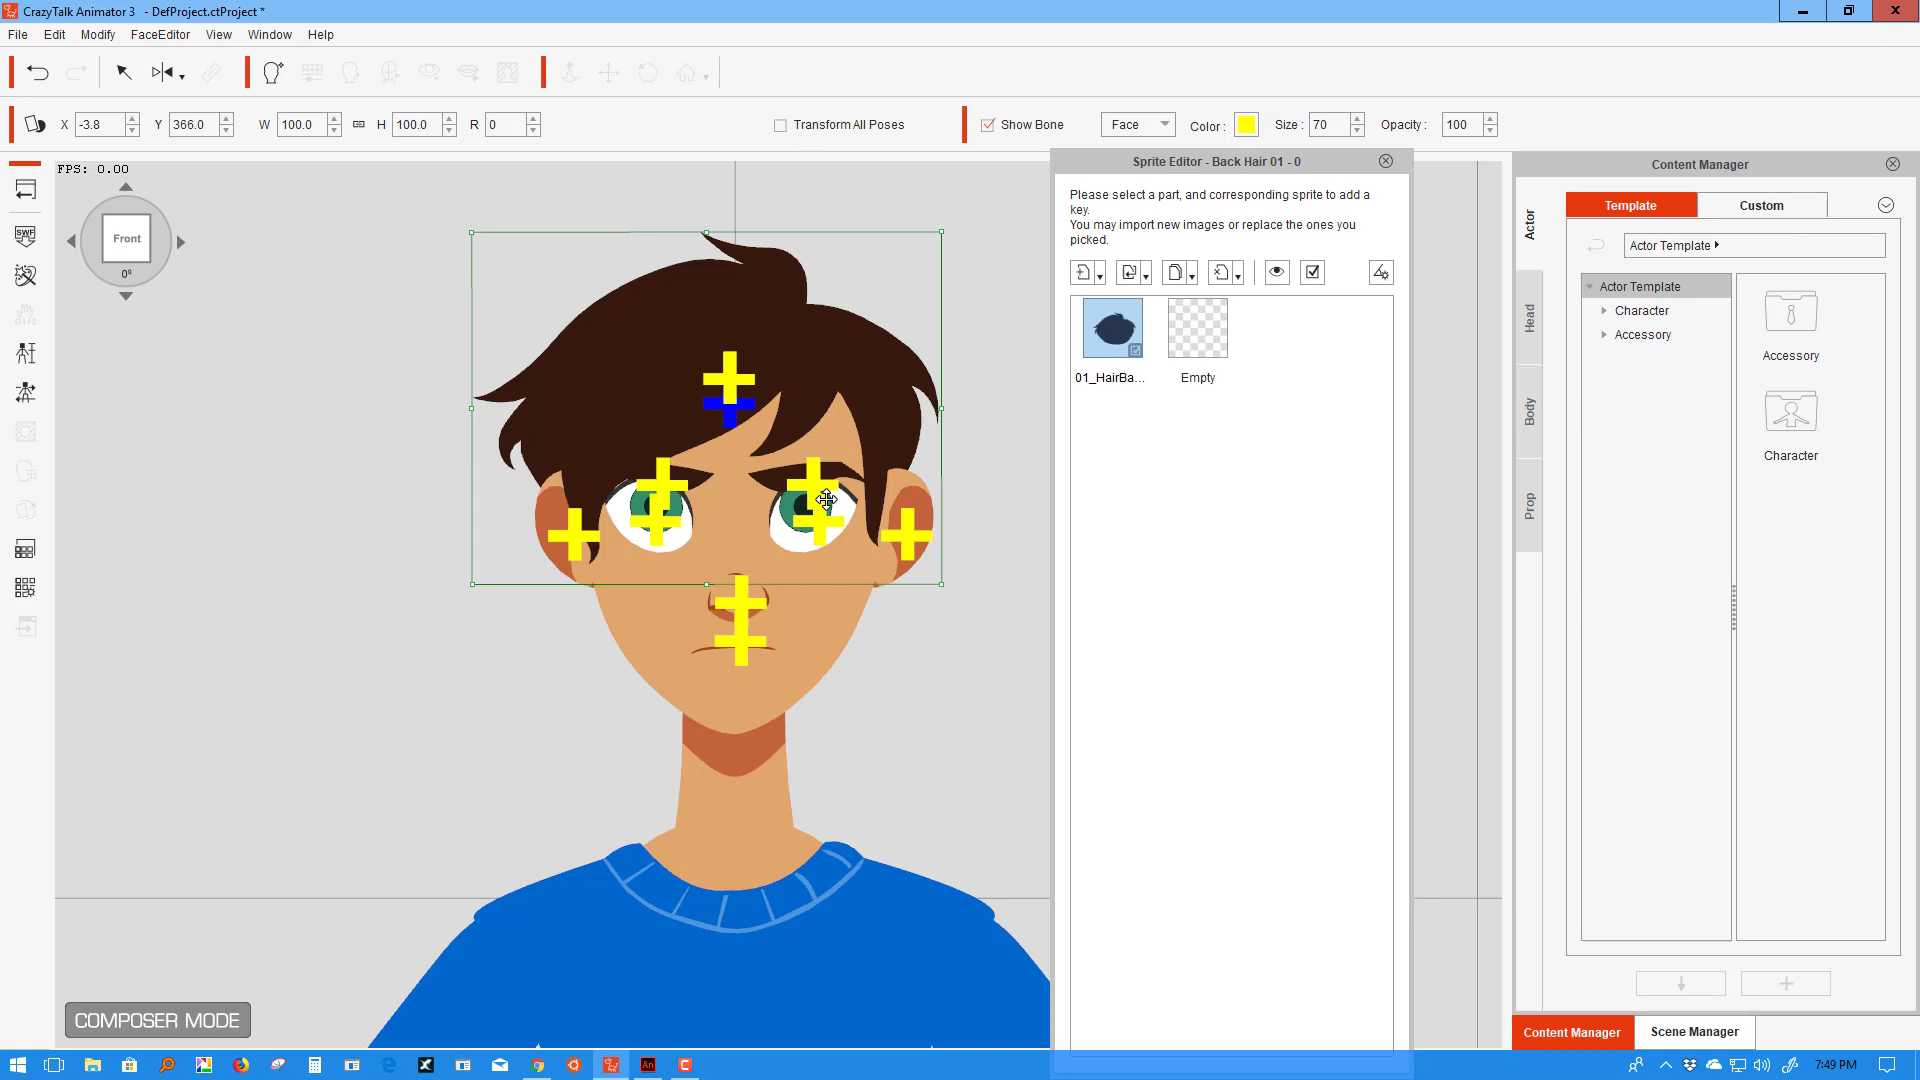 CrazyTalk Animator 3   - DefProject.ctProject *
File Edit Modify FaceEditor View Window Help
X -3.8 Y 366.0 W 100.0 H 100.0 R 0 Transform All Poses Show Bone Face Color : Size : 70 Opacity : 100
FPS: 0.00
Front
0°
SWF
Sprite Editor - Back Hair 01 - 0
Please select a part, and corresponding sprite to add a
key.
You may import new images or replace the ones you
picked.
01_HairBa...
Empty
Content Manager
Template Custom
Actor Template
Actor Template
Character
Accessory
Accessory
Character
Actor
Head
Body
Prop
COMPOSER MODE
Content Manager Scene Manager
An
7:49 PM